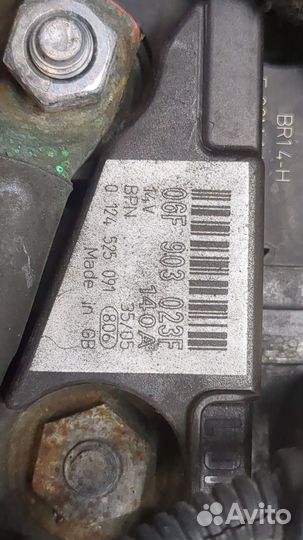 06F 903 023F
14V 140A
BPN 35/05
0 124 525 091 806
Made in GB
BR14-H
Avito